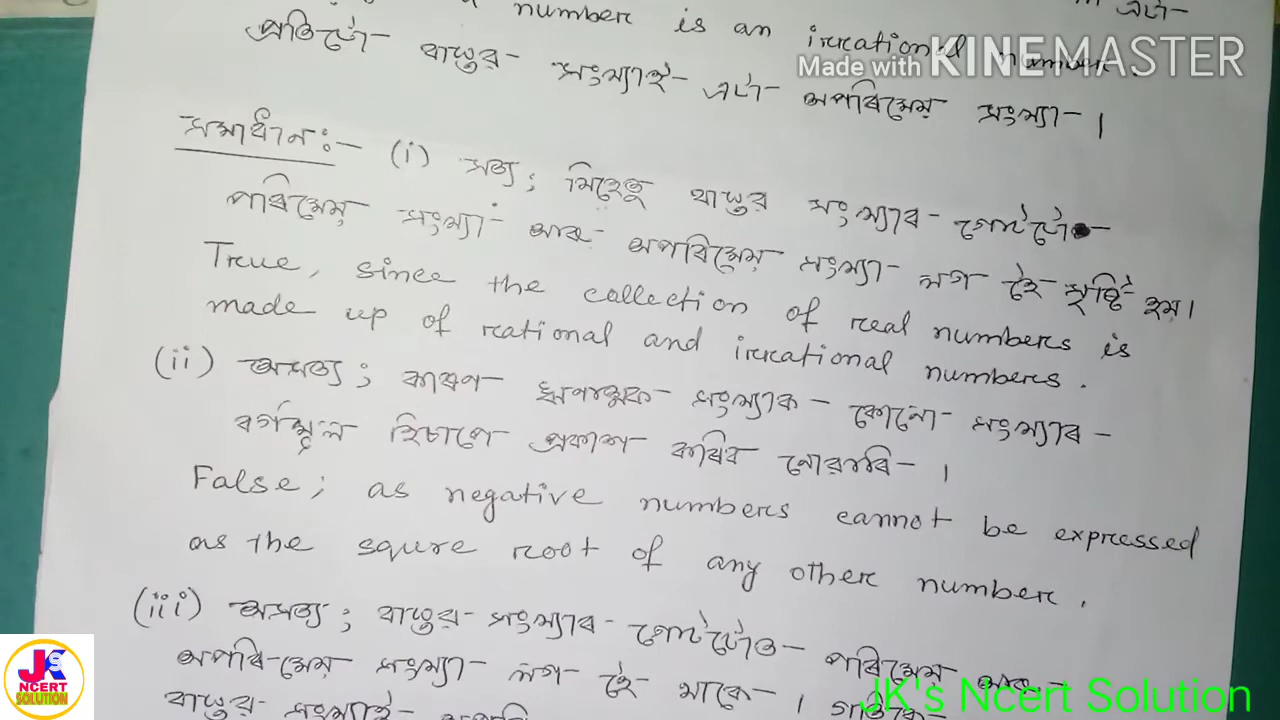 number is an irrational number.
প্ৰতিটো- বাস্তৱ- সংখ্যাই- এটা- অপৰিমেয় সংখ্যা- ।
Made with KINEMASTER
সমাধান:- (i) সত্য; যিহেতু বাস্তৱ সংখ্যাৰ- গোটটো-
পৰিমেয় সংখ্যা আৰু- অপৰিমেয় সংখ্যা- লগ হৈ- সৃষ্টি- হয়।
True, since the collection of real numbers is
made up of rational and irrational numbers.
(ii) অসত্য; কাৰণ ঋণাত্মক- সংখ্যাক- কোনো- সংখ্যাৰ-
বৰ্গমূল হিচাপে প্ৰকাশ কৰিব নোৱাৰি- ।
False; as negative numbers cannot be expressed
as the squre root of any other number.
(iii) অসত্য; বাস্তৱ- সংখ্যাৰ- গোটটোত- পৰিমেয় আৰু-
অপৰি-মেয় সংখ্যা- লগ- হৈ- থাকে- । গতিকে-
বাস্তৱ- সংখ্যাই-
JK
NCERT
SOLUTION
JK's Ncert Solution